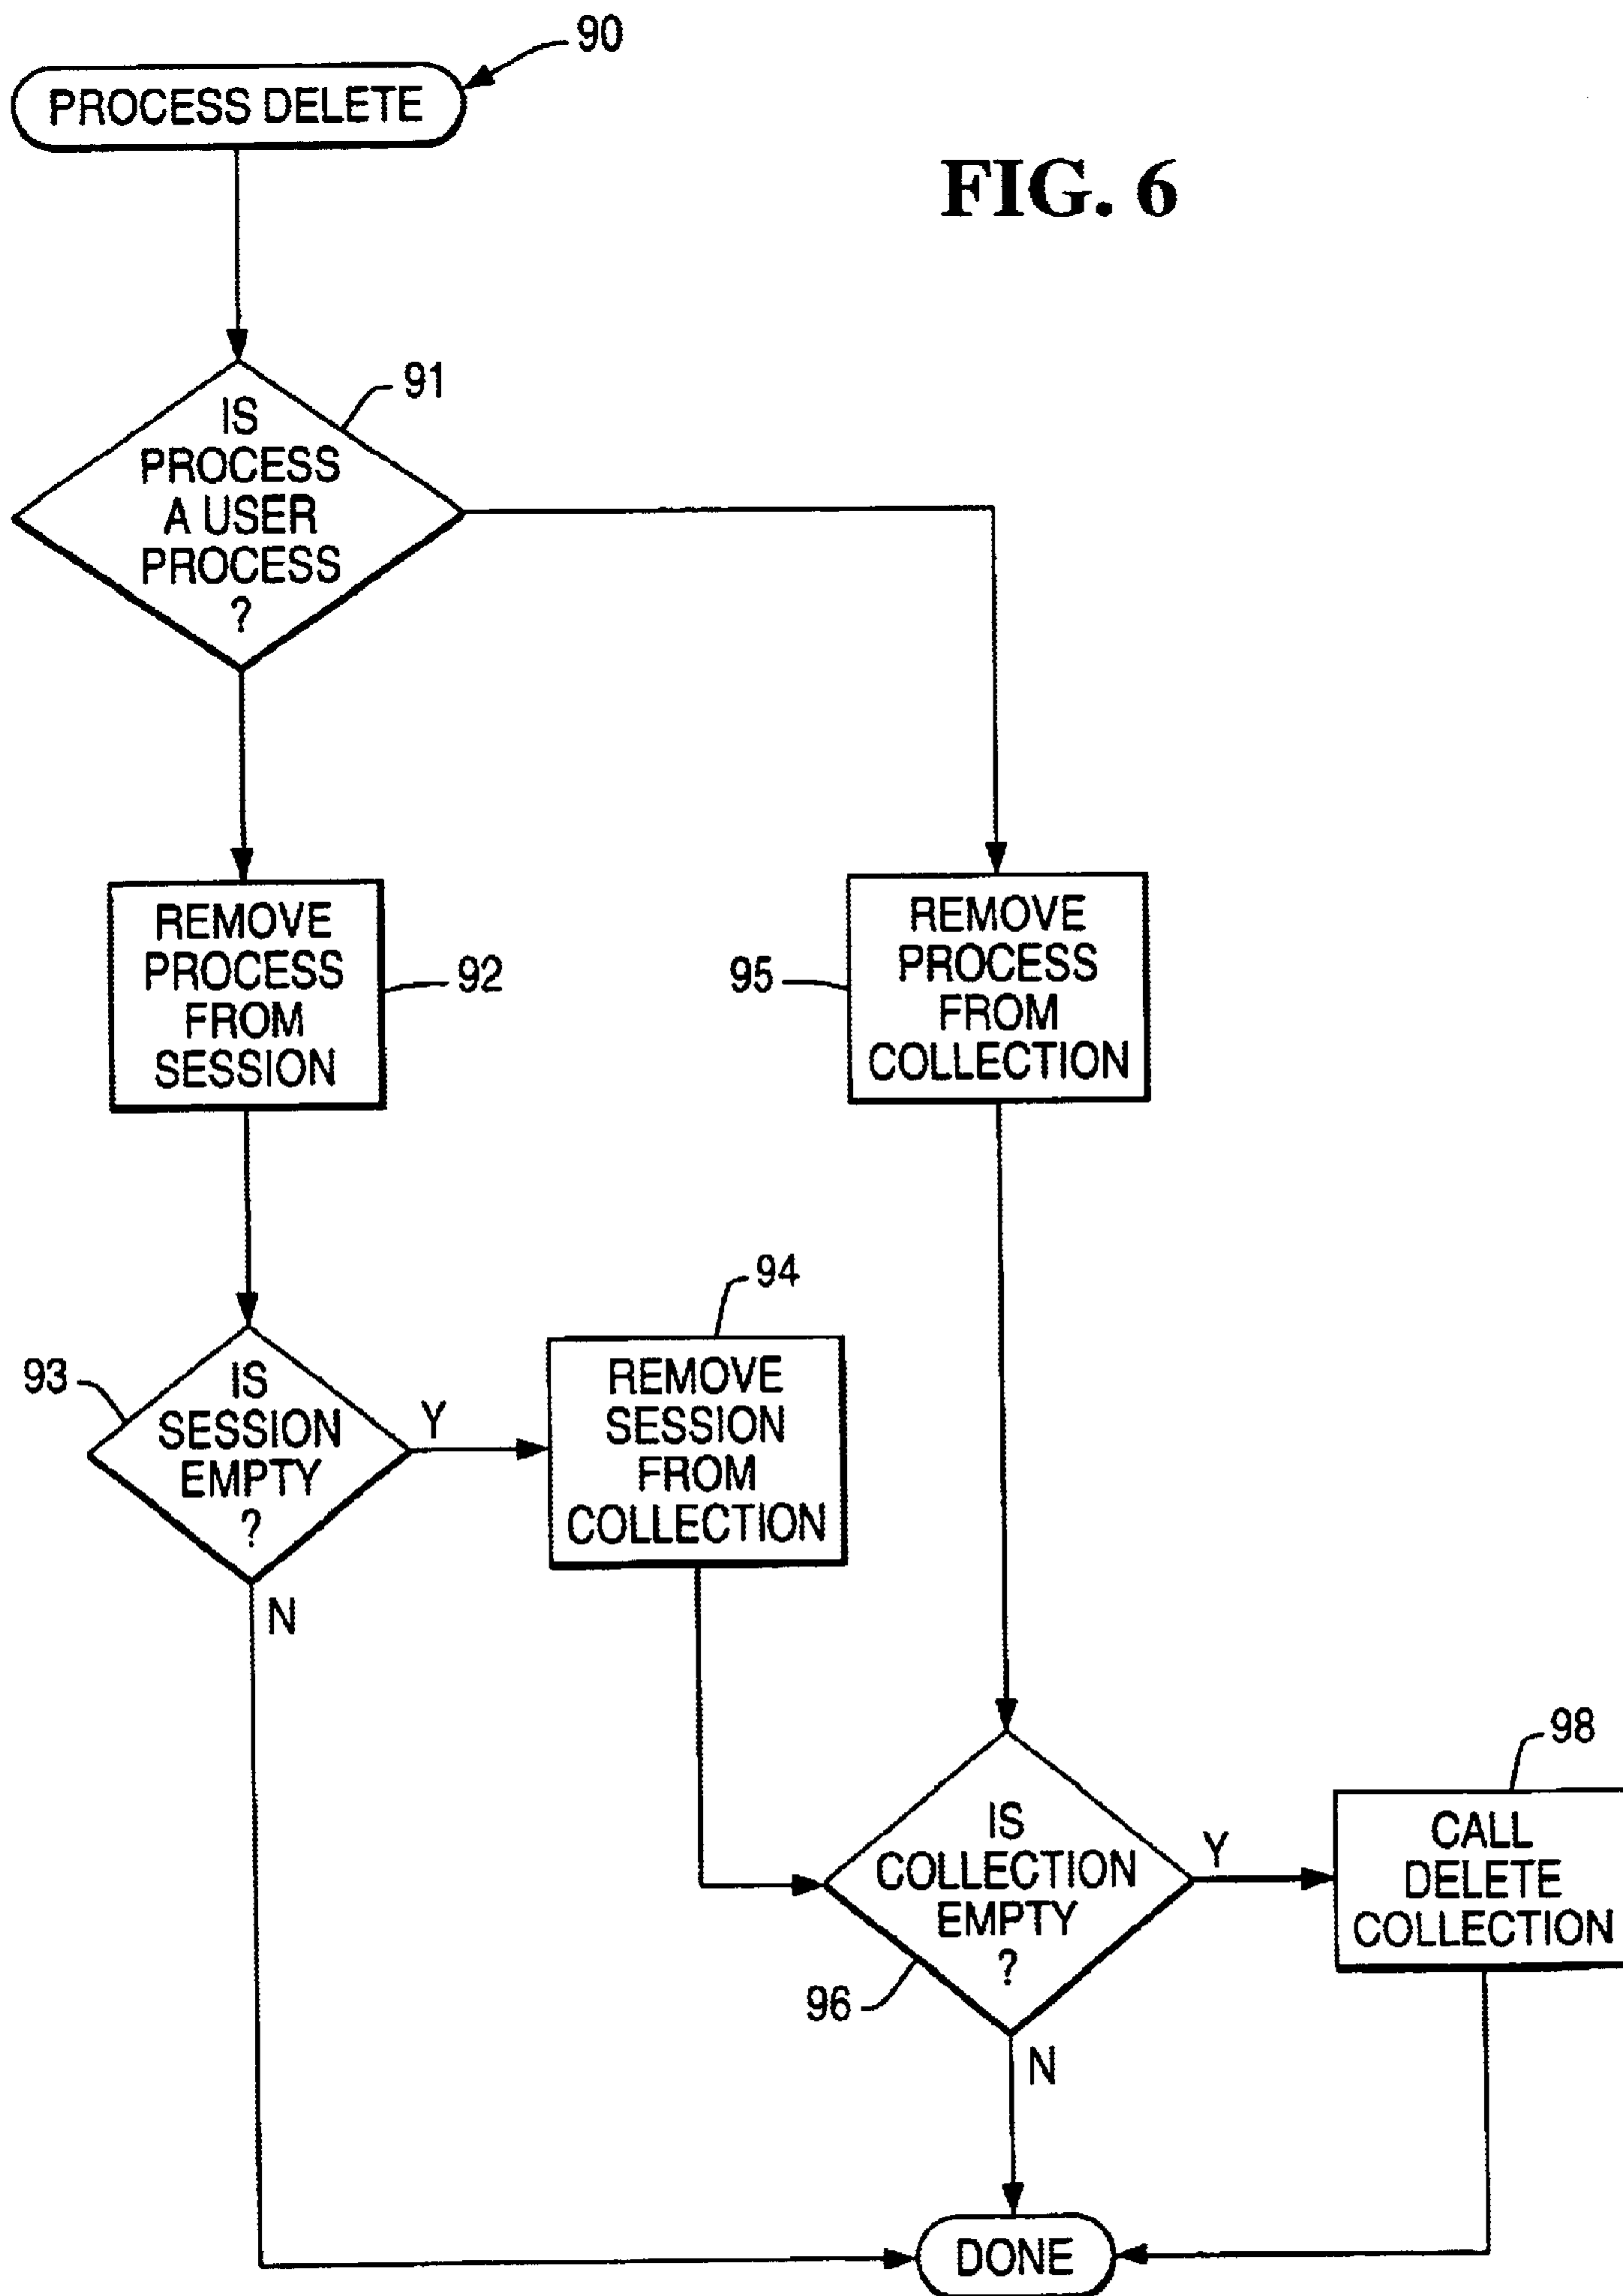 90
PROCESS DELETE
FIG. 6
91
IS
PROCESS
A USER
PROCESS
?
REMOVE
PROCESS
FROM
SESSION
92
95
REMOVE
PROCESS
FROM
COLLECTION
93
IS
SESSION
EMPTY
?
Y
N
94
REMOVE
SESSION
FROM
COLLECTION
IS
COLLECTION
EMPTY
?
96
Y
N
98
CALL
DELETE
COLLECTION
DONE